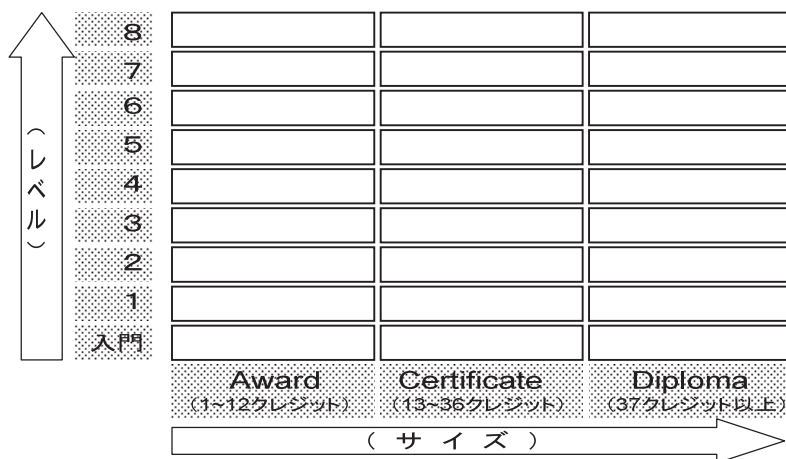 8
7
6
5
4
3
2
1
入門
（レベル）
Award Certificate Diploma
（1~12クレジット） （13~36クレジット） （37クレジット以上）
（サイズ）